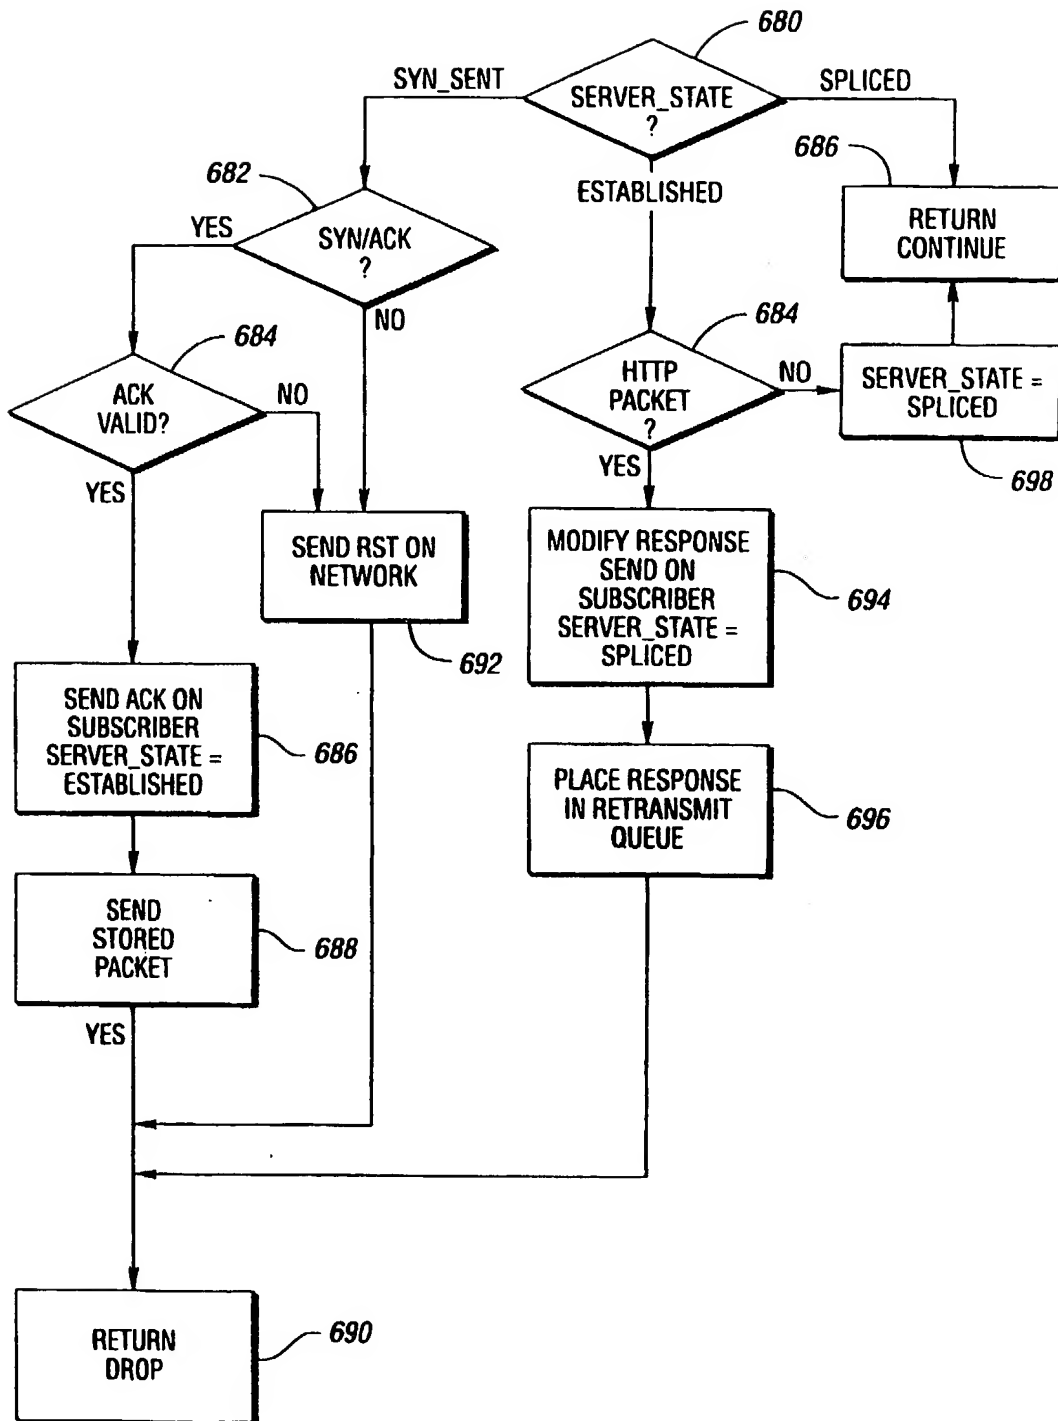 680
SYN_SENT
SERVER_STATE
?
SPLICED
686
RETURN
CONTINUE
ESTABLISHED
682
YES
SYN/ACK
?
NO
684
ACK
VALID?
NO
YES
684
HTTP
PACKET
?
NO
YES
SERVER_STATE =
SPLICED
698
SEND RST ON
NETWORK
692
MODIFY RESPONSE
SEND ON
SUBSCRIBER
SERVER_STATE =
SPLICED
694
SEND ACK ON
SUBSCRIBER
SERVER_STATE =
ESTABLISHED
686
PLACE RESPONSE
IN RETRANSMIT
QUEUE
696
SEND
STORED
PACKET
688
YES
RETURN
DROP
690